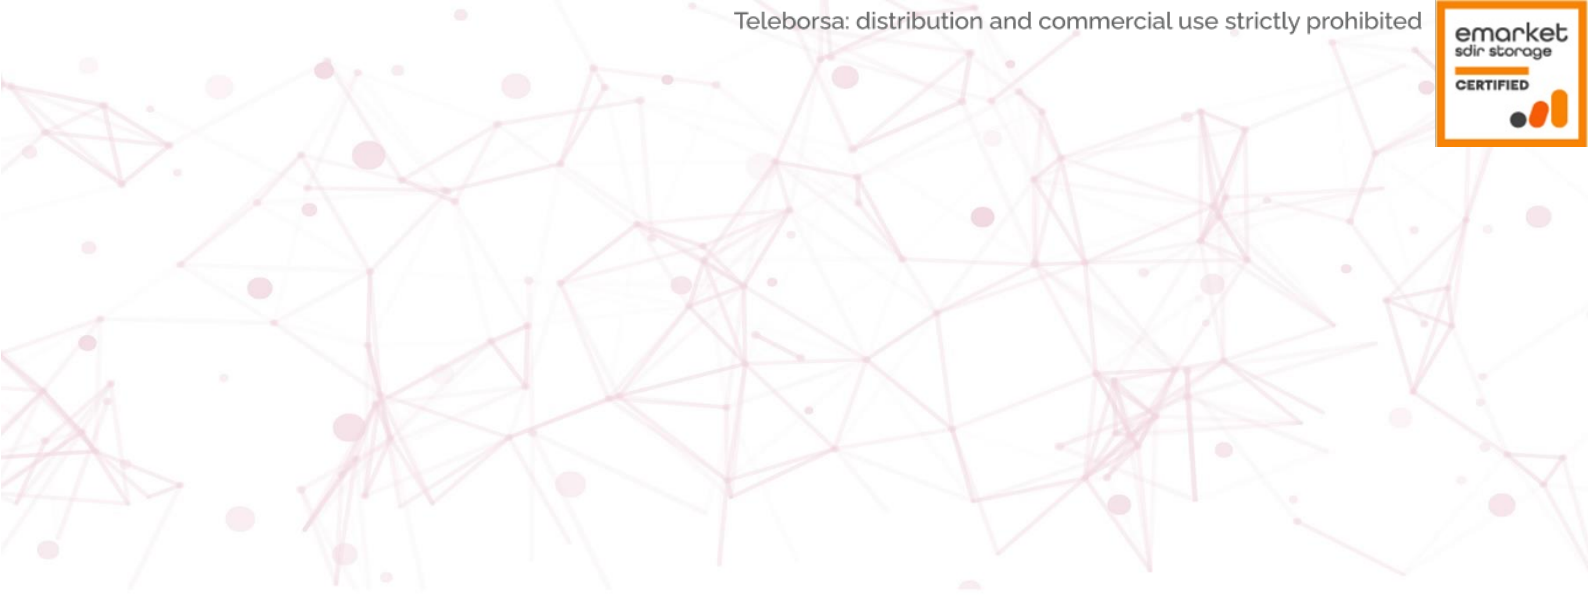 Teleborsa: distribution and commercial use strictly prohibited
emarket
sdir storage
CERTIFIED